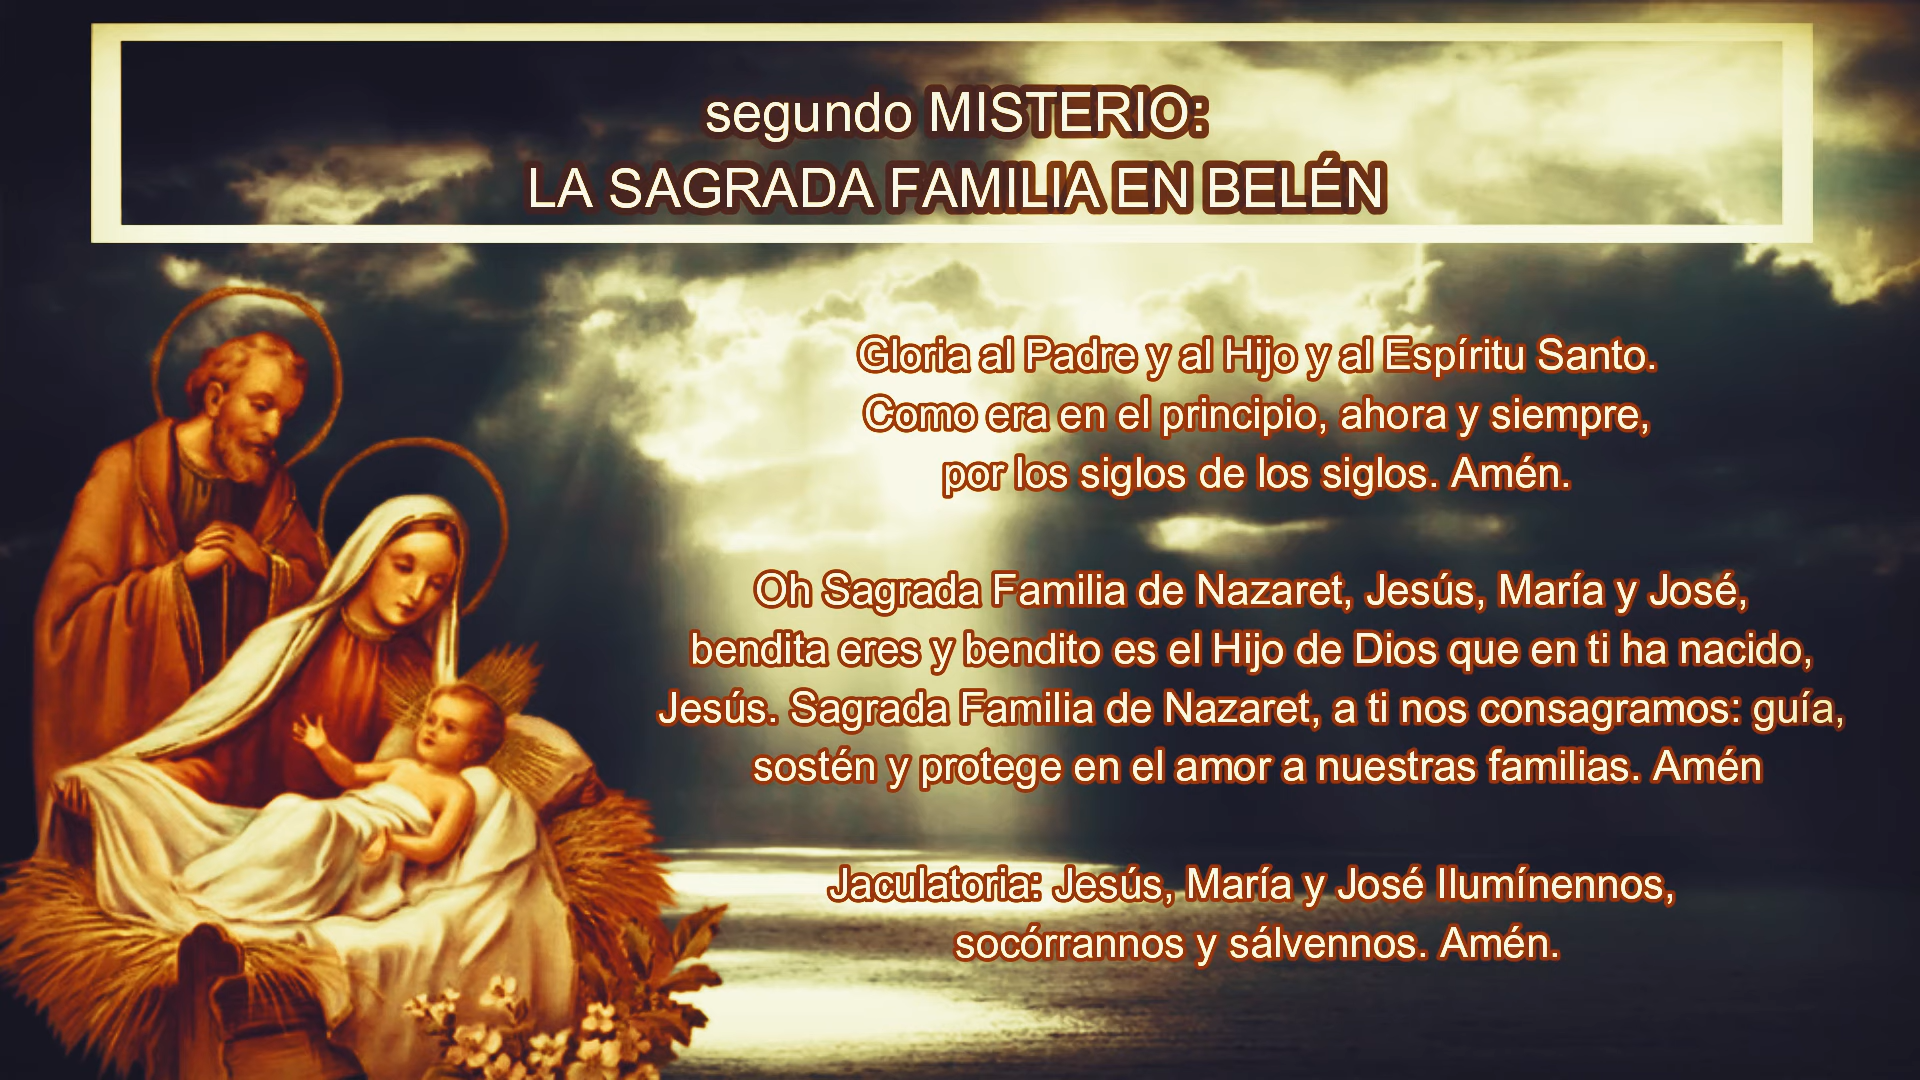 segundo MISTERIO:
LA SAGRADA FAMILIA EN BELÉN
Gloria al Padre y al Hijo y al Espíritu Santo.
Como era en el principio, ahora y siempre,
por los siglos de los siglos. Amén.
Oh Sagrada Familia de Nazaret, Jesús, María y José,
bendita eres y bendito es el Hijo de Dios que en ti ha nacido,
Jesús. Sagrada Familia de Nazaret, a ti nos consagramos: guía,
sostén y protege en el amor a nuestras familias. Amén
Jaculatoria: Jesús, María y José Ilumínennos,
socórrannos y sálvennos. Amén.